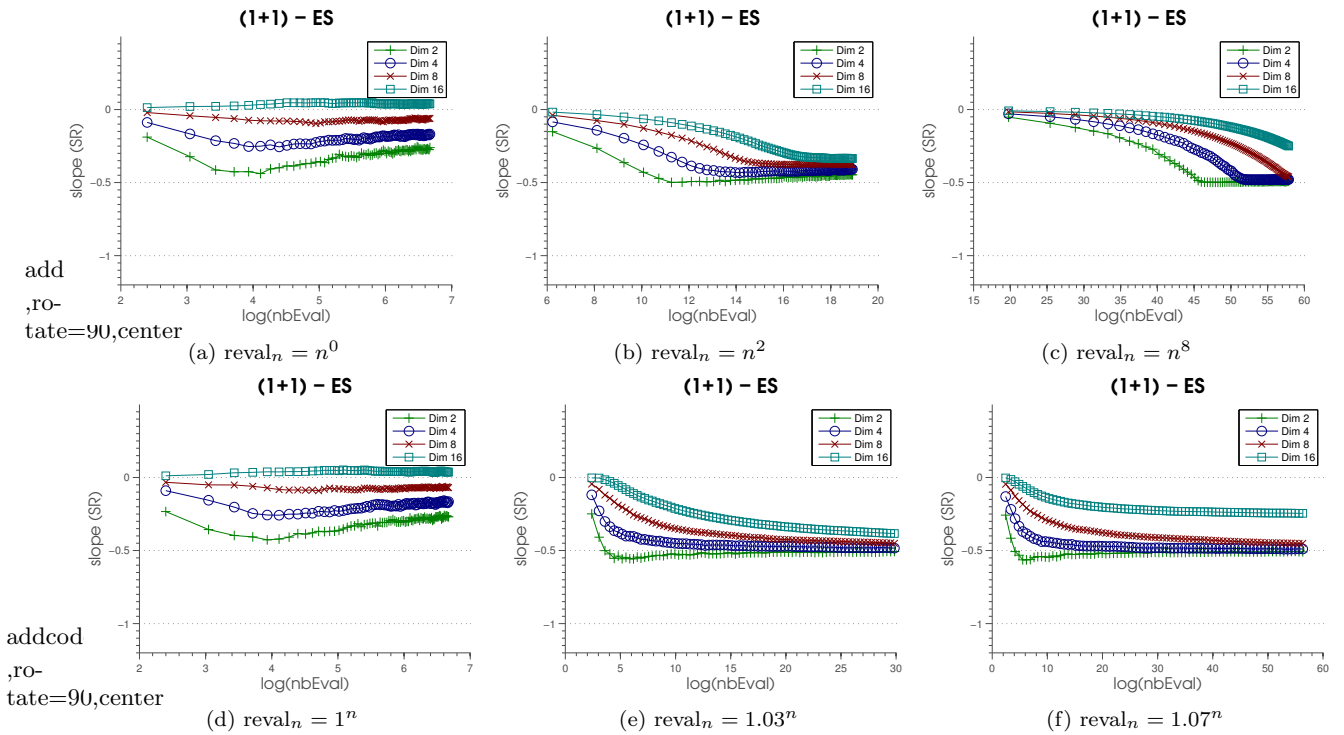 (1+1) – ES
Dim 2
Dim 4
Dim 8
Dim 16
0
−0.5
−1
slope (SR)
2 3 4 5 6 7
log(nbEval)
(a) reval_n = n^0
(1+1) – ES
Dim 2
Dim 4
Dim 8
Dim 16
0
−0.5
−1
slope (SR)
6 8 10 12 14 16 18 20
log(nbEval)
(b) reval_n = n^2
(1+1) – ES
Dim 2
Dim 4
Dim 8
Dim 16
0
−0.5
−1
slope (SR)
15 20 25 30 35 40 45 50 55 60
log(nbEval)
(c) reval_n = n^8
add
,ro-
tate=90,center
(1+1) – ES
Dim 2
Dim 4
Dim 8
Dim 16
0
−0.5
−1
slope (SR)
2 3 4 5 6 7
log(nbEval)
(d) reval_n = 1^n
(1+1) – ES
Dim 2
Dim 4
Dim 8
Dim 16
0
−0.5
−1
slope (SR)
0 5 10 15 20 25 30
log(nbEval)
(e) reval_n = 1.03^n
(1+1) – ES
Dim 2
Dim 4
Dim 8
Dim 16
0
−0.5
−1
slope (SR)
0 10 20 30 40 50 60
log(nbEval)
(f) reval_n = 1.07^n
addcod
,ro-
tate=90,center